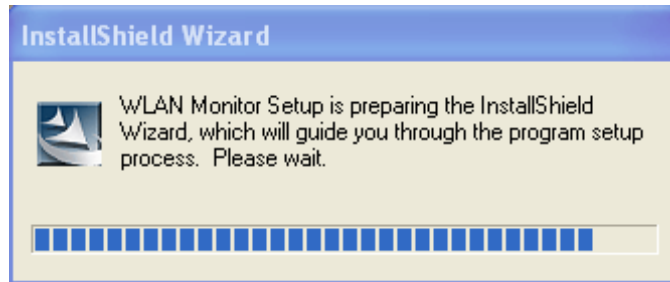 InstallShield Wizard
WLAN Monitor Setup is preparing the InstallShield
Wizard, which will guide you through the program setup
process.  Please wait.